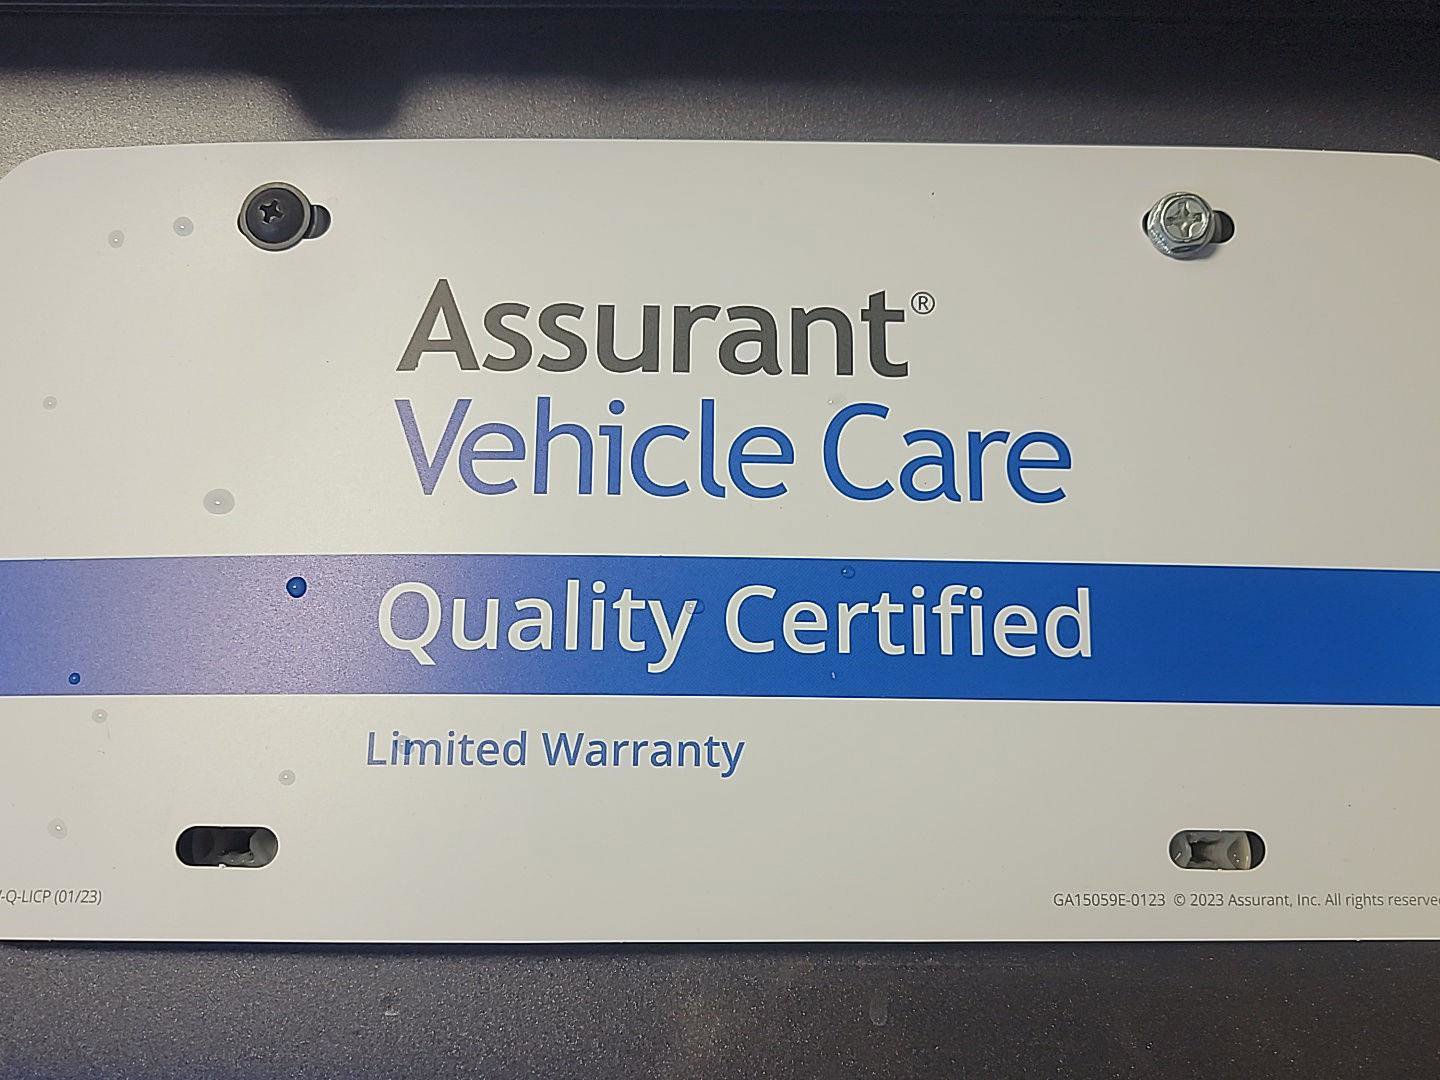 Assurant®
Vehicle Care
Quality Certified
Limited Warranty
-Q-LICP (01/23)
GA15059E-0123 © 2023 Assurant, Inc. All rights reserve